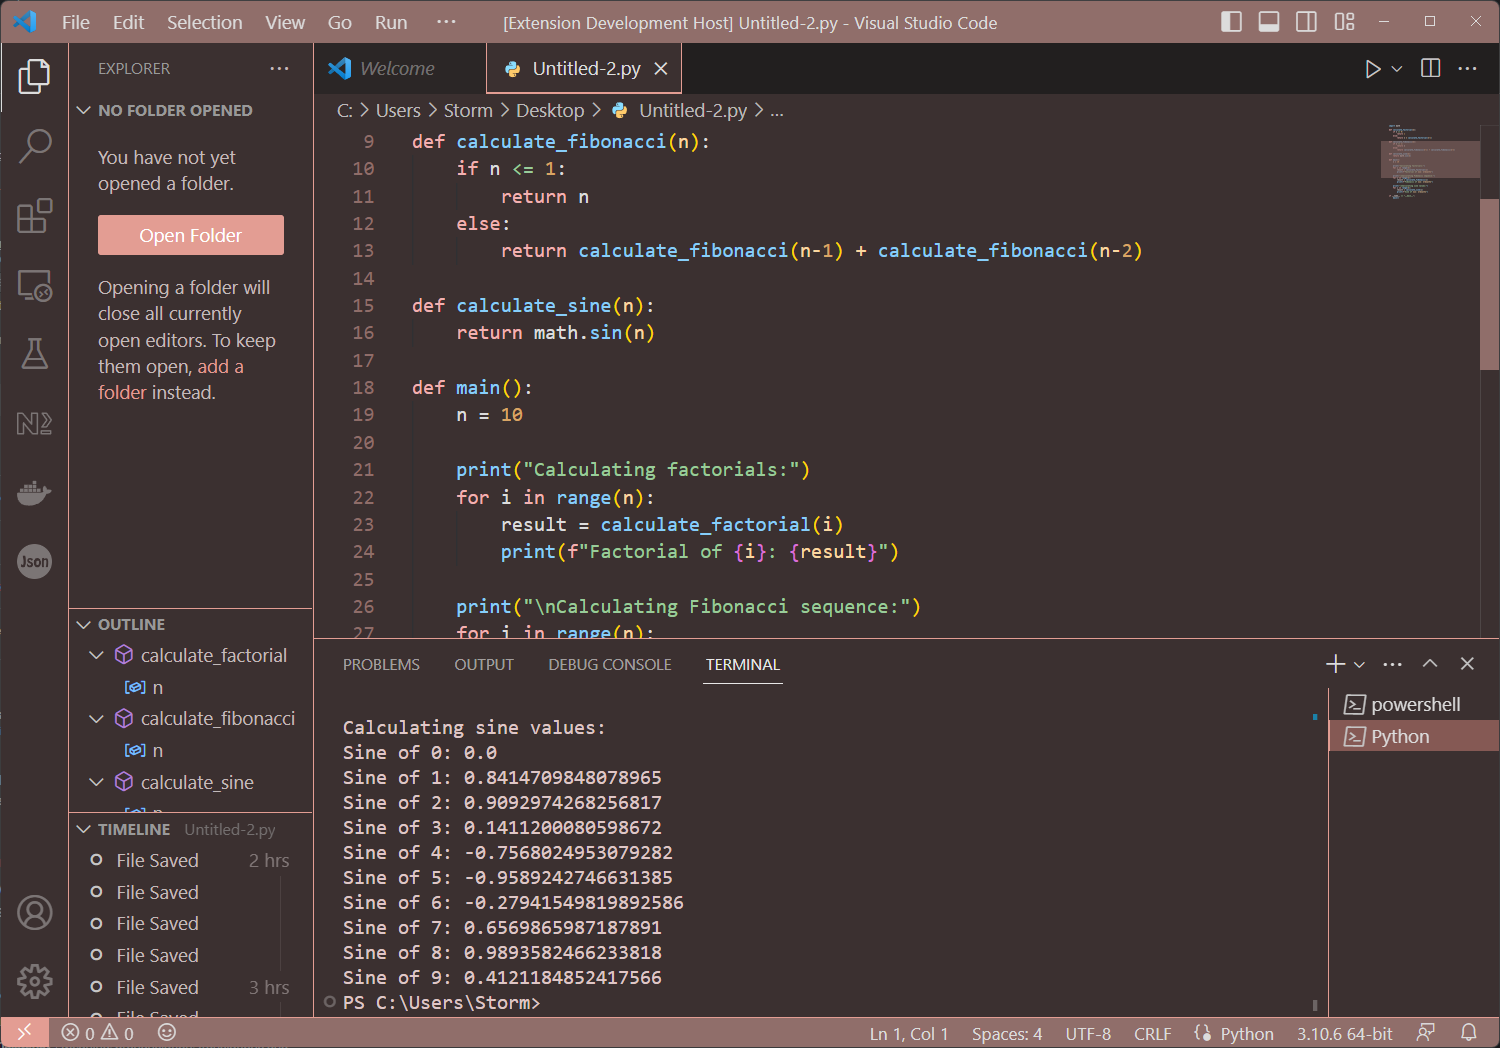 File Edit Selection View Go Run ··· [Extension Development Host] Untitled-2.py - Visual Studio Code
EXPLORER ···
NO FOLDER OPENED
You have not yet
opened a folder.
Open Folder
Opening a folder will
close all currently
open editors. To keep
them open, add a
folder instead.
Json
OUTLINE
calculate_factorial
n
calculate_fibonacci
n
calculate_sine
n
TIMELINE Untitled-2.py
File Saved 2 hrs
File Saved
File Saved
File Saved
File Saved 3 hrs
File Saved
Welcome Untitled-2.py
C: > Users > Storm > Desktop > Untitled-2.py > ...
9 def calculate_fibonacci(n):
10 if n <= 1:
11 return n
12 else:
13 return calculate_fibonacci(n-1) + calculate_fibonacci(n-2)
14
15 def calculate_sine(n):
16 return math.sin(n)
17
18 def main():
19 n = 10
20
21 print("Calculating factorials:")
22 for i in range(n):
23 result = calculate_factorial(i)
24 print(f"Factorial of {i}: {result}")
25
26 print("\nCalculating Fibonacci sequence:")
27 for i in range(n):
PROBLEMS OUTPUT DEBUG CONSOLE TERMINAL
powershell
Python
Calculating sine values:
Sine of 0: 0.0
Sine of 1: 0.8414709848078965
Sine of 2: 0.9092974268256817
Sine of 3: 0.1411200080598672
Sine of 4: -0.7568024953079282
Sine of 5: -0.9589242746631385
Sine of 6: -0.27941549819892586
Sine of 7: 0.6569865987187891
Sine of 8: 0.9893582466233818
Sine of 9: 0.4121184852417566
PS C:\Users\Storm>
0 0 Ln 1, Col 1 Spaces: 4 UTF-8 CRLF Python 3.10.6 64-bit